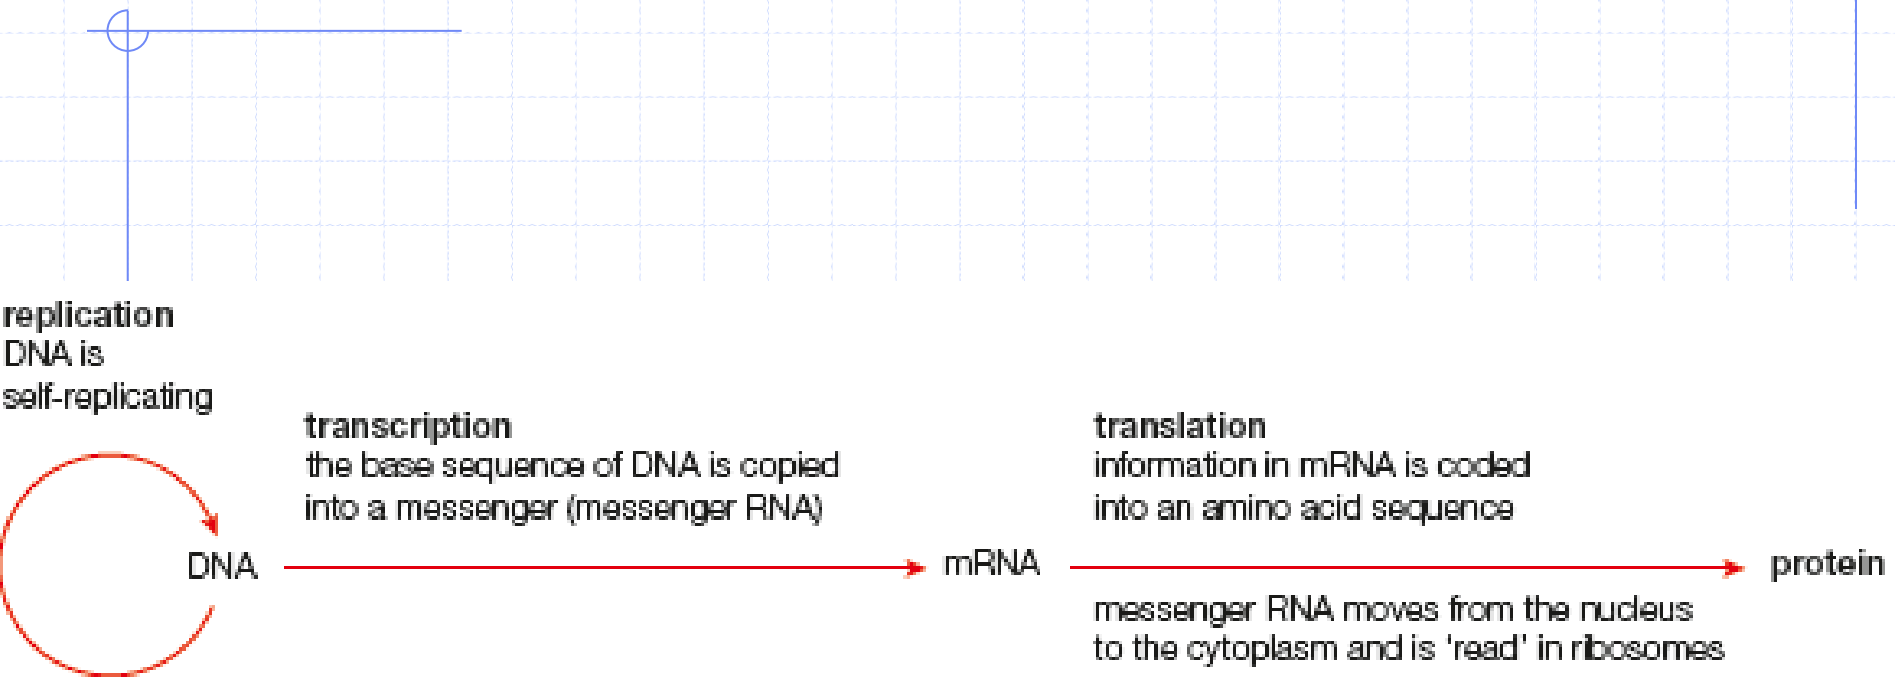 replication
DNA is
self-replicating
transcription
the base sequence of DNA is copied
into a messenger (messenger RNA)
translation
information in mRNA is coded
into an amino acid sequence
DNA
mRNA
protein
messenger RNA moves from the nucleus
to the cytoplasm and is 'read' in ribosomes